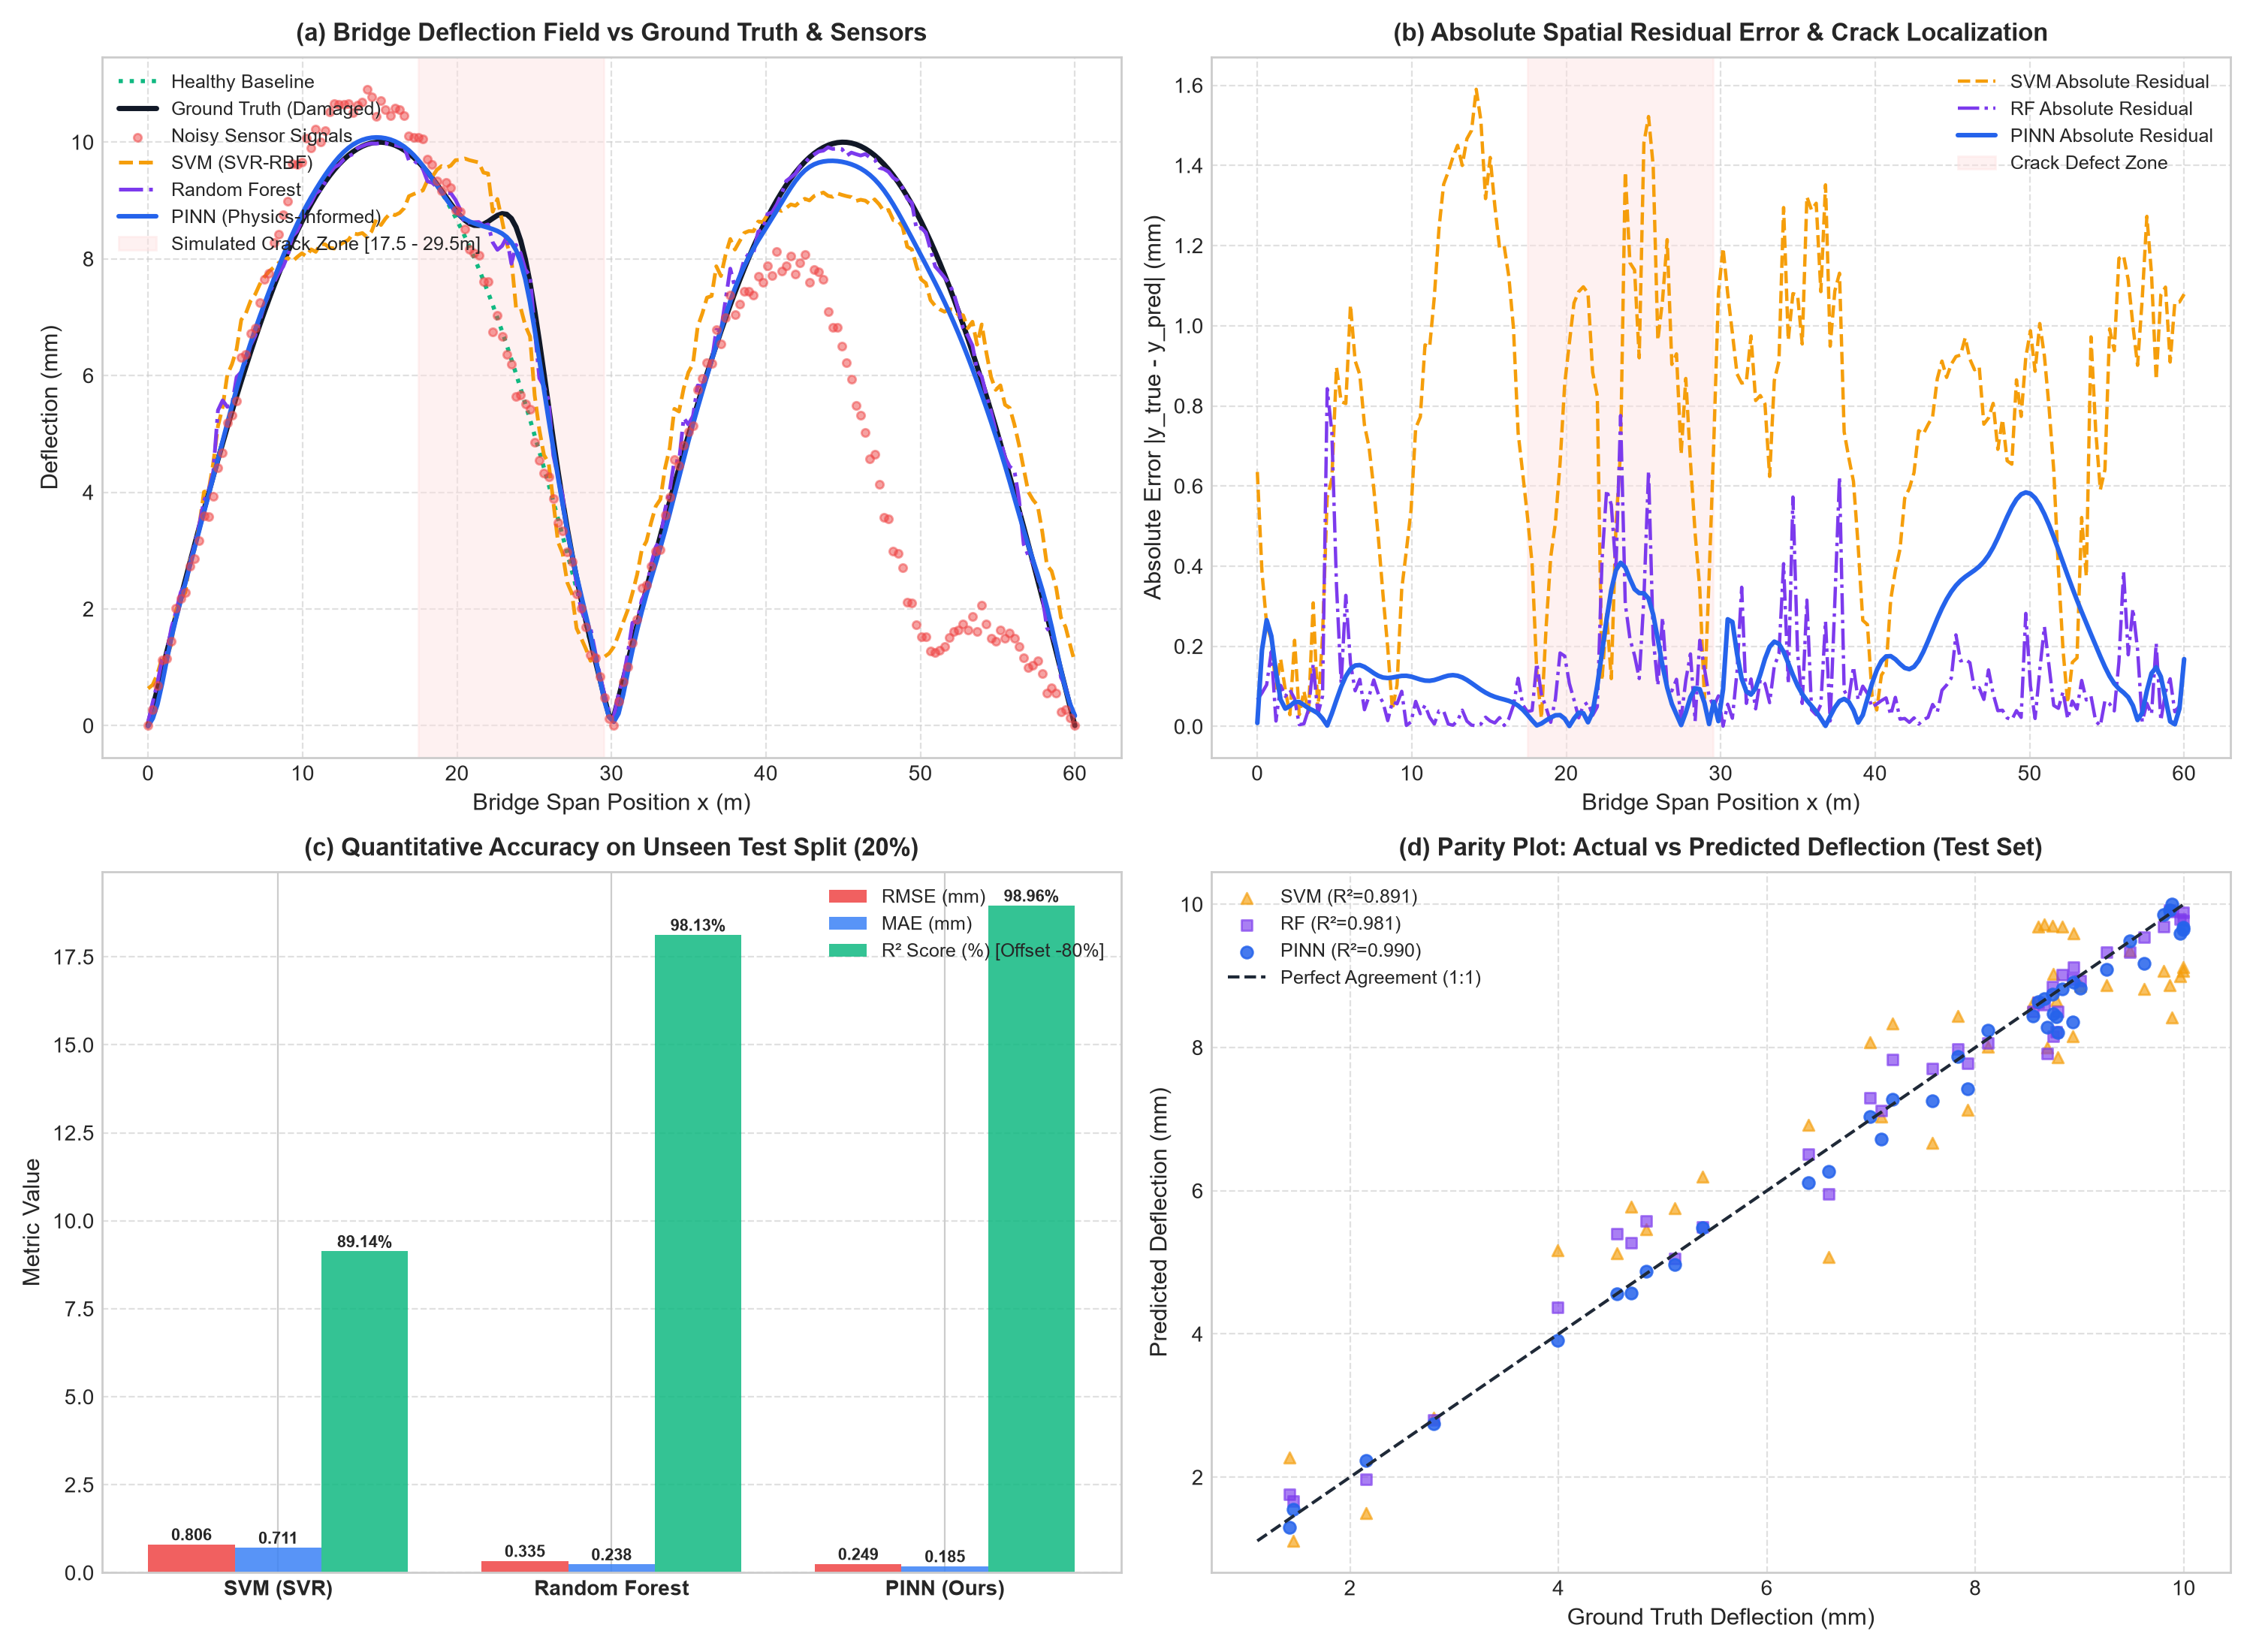 (a) Bridge Deflection Field vs Ground Truth & Sensors
Healthy Baseline
Ground Truth (Damaged)
Noisy Sensor Signals
SVM (SVR-RBF)
Random Forest
PINN (Physics-Informed)
Simulated Crack Zone [17.5 - 29.5m]
Deflection (mm)
10
8
6
4
2
0
0 10 20 30 40 50 60
Bridge Span Position x (m)
(b) Absolute Spatial Residual Error & Crack Localization
SVM Absolute Residual
RF Absolute Residual
PINN Absolute Residual
Crack Defect Zone
Absolute Error |y_true - y_pred| (mm)
1.6
1.4
1.2
1.0
0.8
0.6
0.4
0.2
0.0
0 10 20 30 40 50 60
Bridge Span Position x (m)
(c) Quantitative Accuracy on Unseen Test Split (20%)
RMSE (mm)
MAE (mm)
R² Score (%) [Offset -80%]
Metric Value
17.5
15.0
12.5
10.0
7.5
5.0
2.5
0.0
0.806 0.711 89.14%
0.335 0.238 98.13%
0.249 0.185 98.96%
SVM (SVR) Random Forest PINN (Ours)
(d) Parity Plot: Actual vs Predicted Deflection (Test Set)
SVM (R²=0.891)
RF (R²=0.981)
PINN (R²=0.990)
Perfect Agreement (1:1)
Predicted Deflection (mm)
10
8
6
4
2
2 4 6 8 10
Ground Truth Deflection (mm)